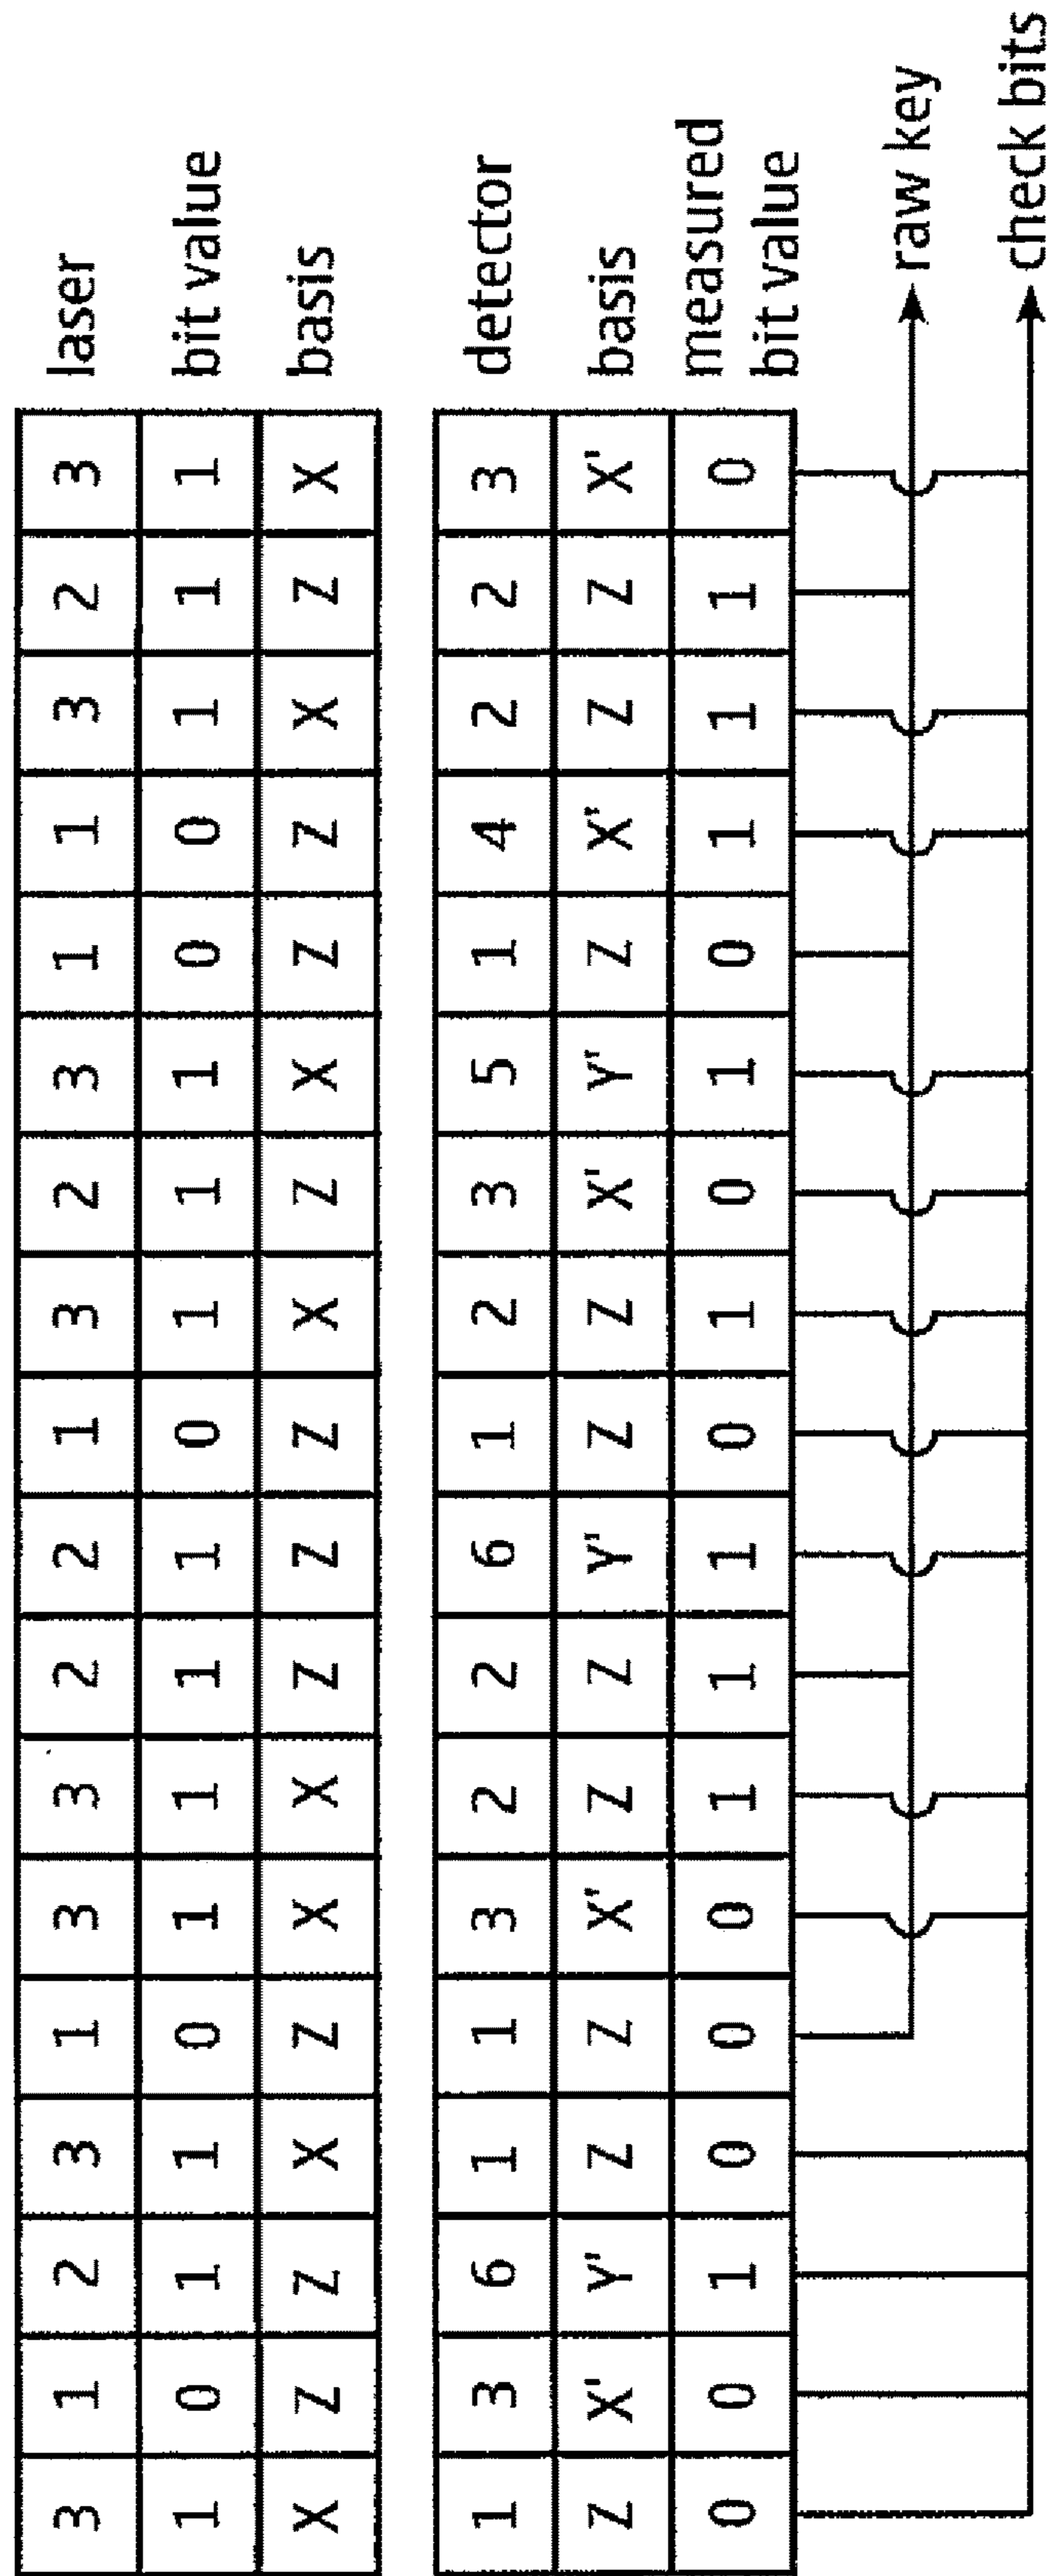 3 1 2 3 1 3 3 2 2 1 3 2 3 1 1 3 2 3 laser
1 0 1 1 0 1 1 1 1 0 1 1 1 0 0 1 1 1 bit value
X Z Z X Z X X Z Z Z X Z X Z Z X Z X basis
1 3 6 1 1 3 2 2 6 1 2 3 5 1 4 2 2 3 detector
Z X' Y' Z Z X' Z Z Y' Z Z X' Y' Z X' Z Z X' basis
0 0 1 0 0 0 1 1 1 0 1 0 1 0 1 1 1 0 measured
bit value
raw key
check bits